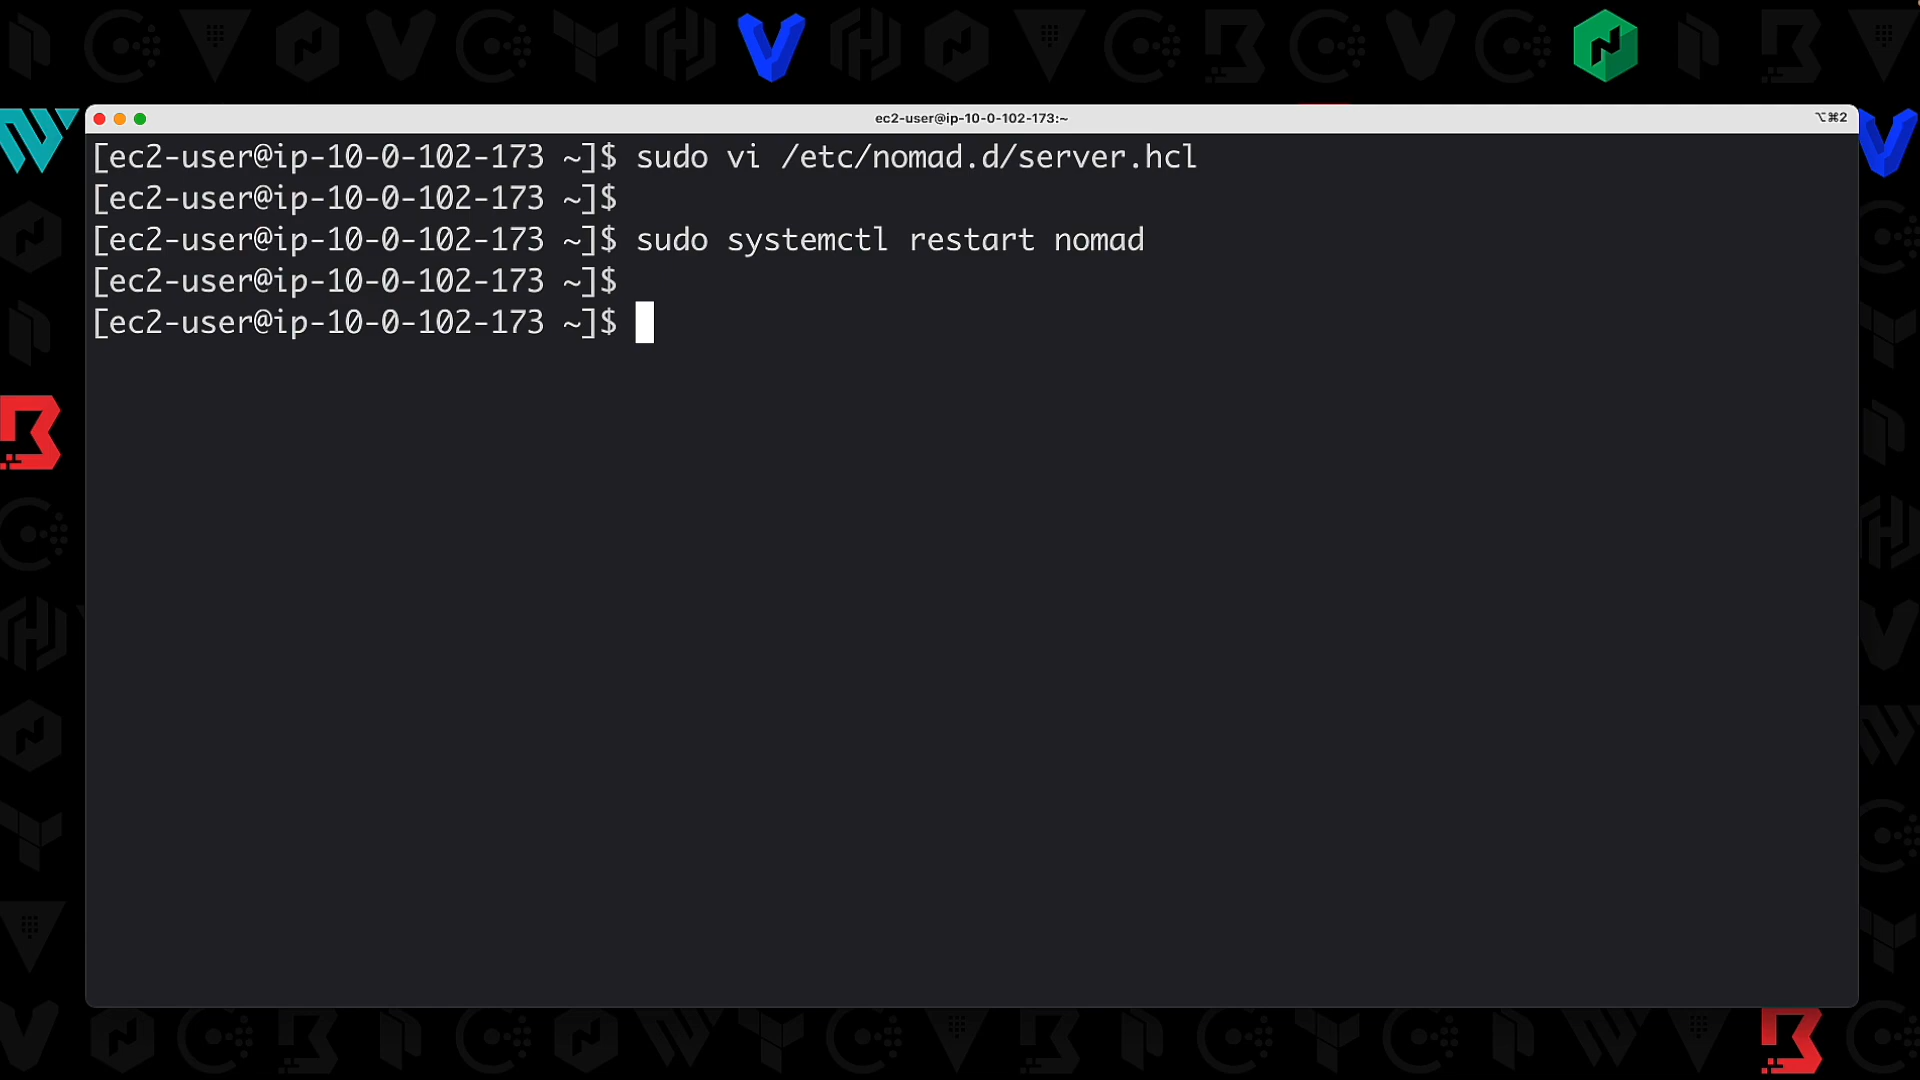 ec2-user@ip-10-0-102-173:~
⌥⌘2
[ec2-user@ip-10-0-102-173 ~]$ sudo vi /etc/nomad.d/server.hcl
[ec2-user@ip-10-0-102-173 ~]$
[ec2-user@ip-10-0-102-173 ~]$ sudo systemctl restart nomad
[ec2-user@ip-10-0-102-173 ~]$
[ec2-user@ip-10-0-102-173 ~]$